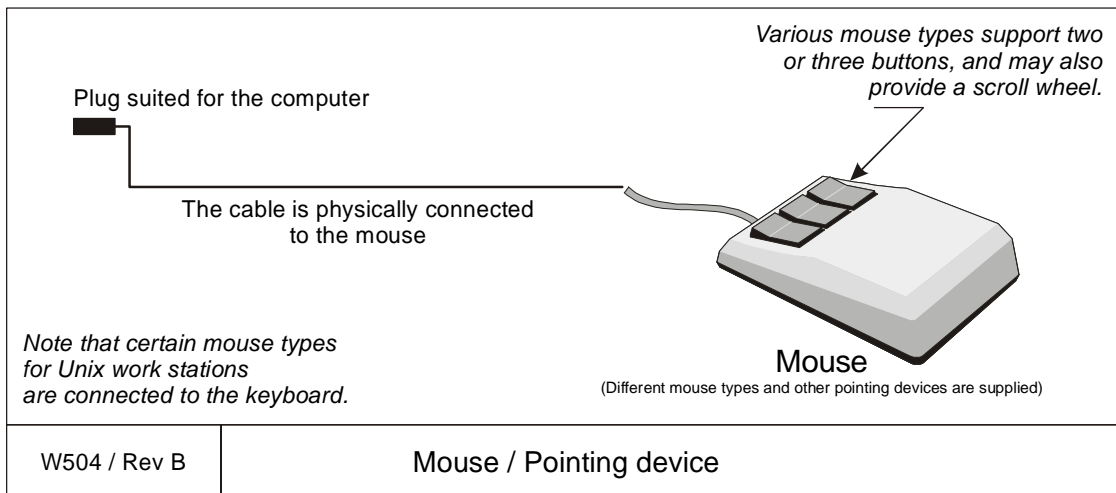 Various mouse types support two
or three buttons, and may also
provide a scroll wheel.
Plug suited for the computer
The cable is physically connected
to the mouse
Note that certain mouse types
for Unix work stations
are connected to the keyboard.
Mouse
(Different mouse types and other pointing devices are supplied)
W504 / Rev B
Mouse / Pointing device